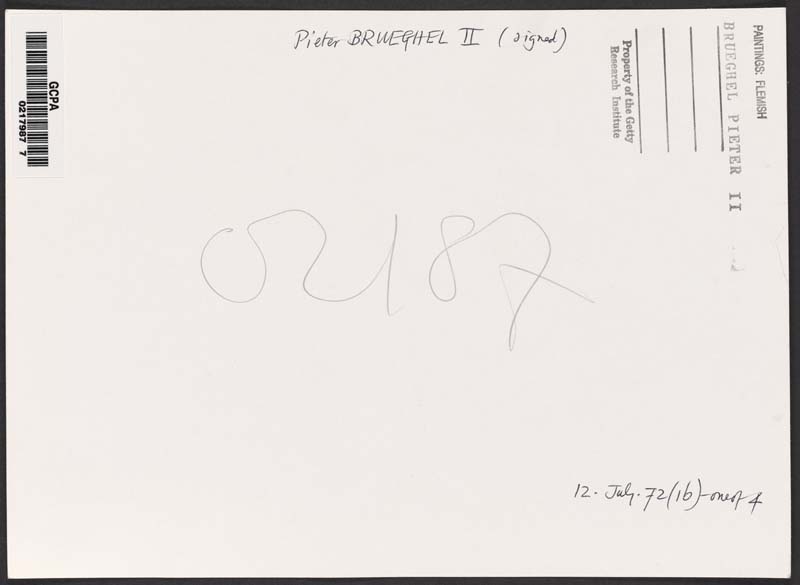 Pieter BRUEGHEL II (signed)
GCPA
0217987 7
Property of the Getty
Research Institute
PAINTINGS: FLEMISH
BRUEGHEL PIETER II
02187
12. July. 72 (1b) - one of 4